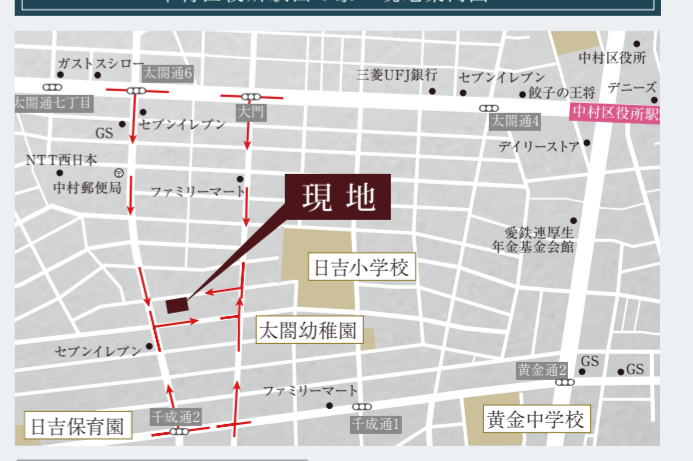 中村区役所
ガスト
スシロー
太閤通6
三菱UFJ銀行
セブンイレブン
デニーズ
餃子の王将
太閤通七丁目
大門
太閤通4
中村区役所駅
GS
セブンイレブン
デイリーストア
NTT西日本
中村郵便局
ファミリーマート
現地
愛鉄連厚生
年金基金会館
日吉小学校
太閤幼稚園
セブンイレブン
黄金通2
GS
GS
ファミリーマート
千成通2
千成通1
日吉保育園
黄金中学校